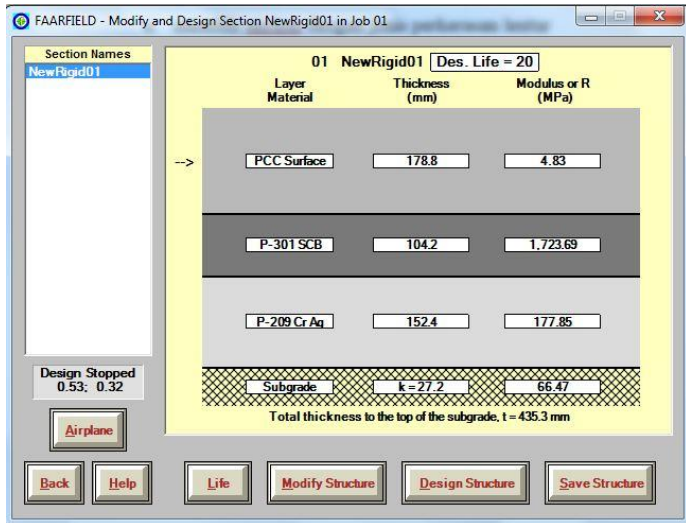 FAARFIELD - Modify and Design Section NewRigid01 in Job 01
Section Names
NewRigid01
01 NewRigid01 Des. Life = 20
Layer Material Thickness (mm) Modulus or R (MPa)
--> PCC Surface 178.8 4.83
P-301 SCB 104.2 1,723.69
P-209 Cr Ag 152.4 177.85
Subgrade k = 27.2 66.47
Total thickness to the top of the subgrade, t = 435.3 mm
Design Stopped
0.53; 0.32
Airplane
Back Help Life Modify Structure Design Structure Save Structure